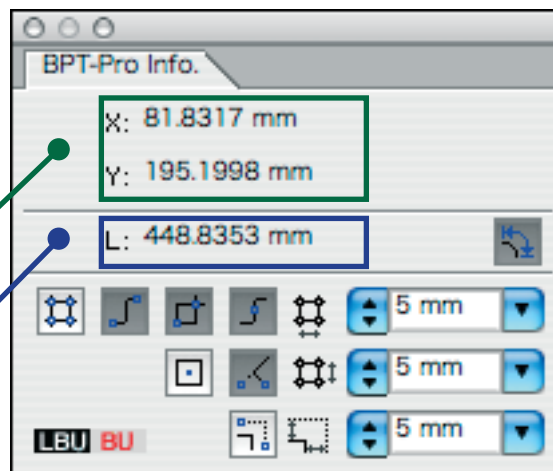 BPT-Pro Info.
X: 81.8317 mm
Y: 195.1998 mm
L: 448.8353 mm
5 mm
5 mm
LBU BU 5 mm